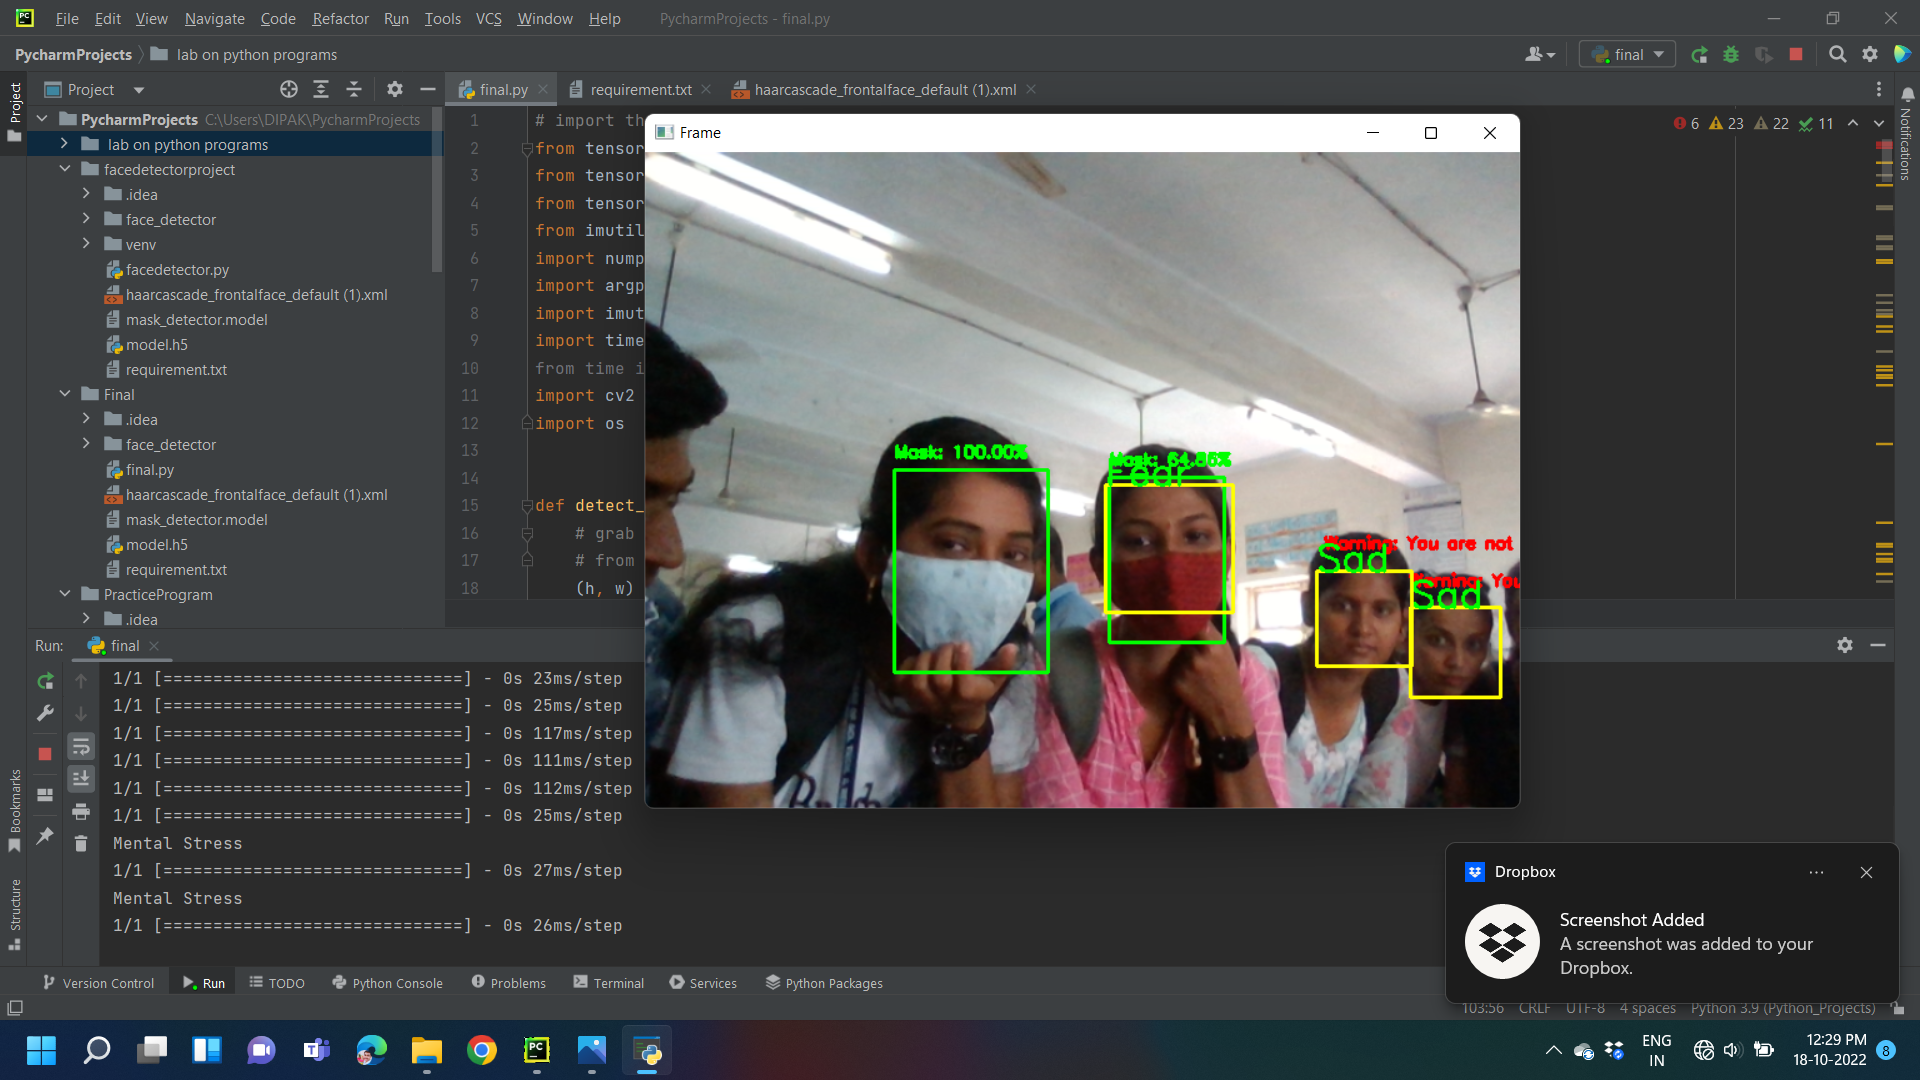 File Edit View Navigate Code Refactor Run Tools VCS Window Help PycharmProjects - final.py
PycharmProjects lab on python programs final
Project
Project
final.py requirement.txt haarcascade_frontalface_default (1).xml
Notifications
PycharmProjects C:\Users\DIPAK\PycharmProjects
lab on python programs
facedetectorproject
.idea
face_detector
venv
facedetector.py
haarcascade_frontalface_default (1).xml
mask_detector.model
model.h5
requirement.txt
Final
.idea
face_detector
final.py
haarcascade_frontalface_default (1).xml
mask_detector.model
model.h5
requirement.txt
PracticeProgram
.idea
1 # import th
2 from tensor
3 from tensor
4 from tensor
5 from imutil
6 import nump
7 import argp
8 import imut
9 import time
10 from time i
11 import cv2
12 import os
13
14
15 def detect_
16 # grab
17 # from
18 (h, w)
6 23 22 11
Frame
Mask: 100.00%
Mask: 64.86%
Fear
Warning: You are not
Sad
Warning: You
Sad
Run: final
1/1 [==============================] - 0s 23ms/step
1/1 [==============================] - 0s 25ms/step
1/1 [==============================] - 0s 117ms/step
1/1 [==============================] - 0s 111ms/step
1/1 [==============================] - 0s 112ms/step
1/1 [==============================] - 0s 25ms/step
Mental Stress
1/1 [==============================] - 0s 27ms/step
Mental Stress
1/1 [==============================] - 0s 26ms/step
Bookmarks
Structure
Dropbox
Screenshot Added
A screenshot was added to your
Dropbox.
Version Control Run TODO Python Console Problems Terminal Services Python Packages
103:56 CRLF UTF-8 4 spaces Python 3.9 (Python_Projects)
ENG
IN
12:29 PM
18-10-2022
8